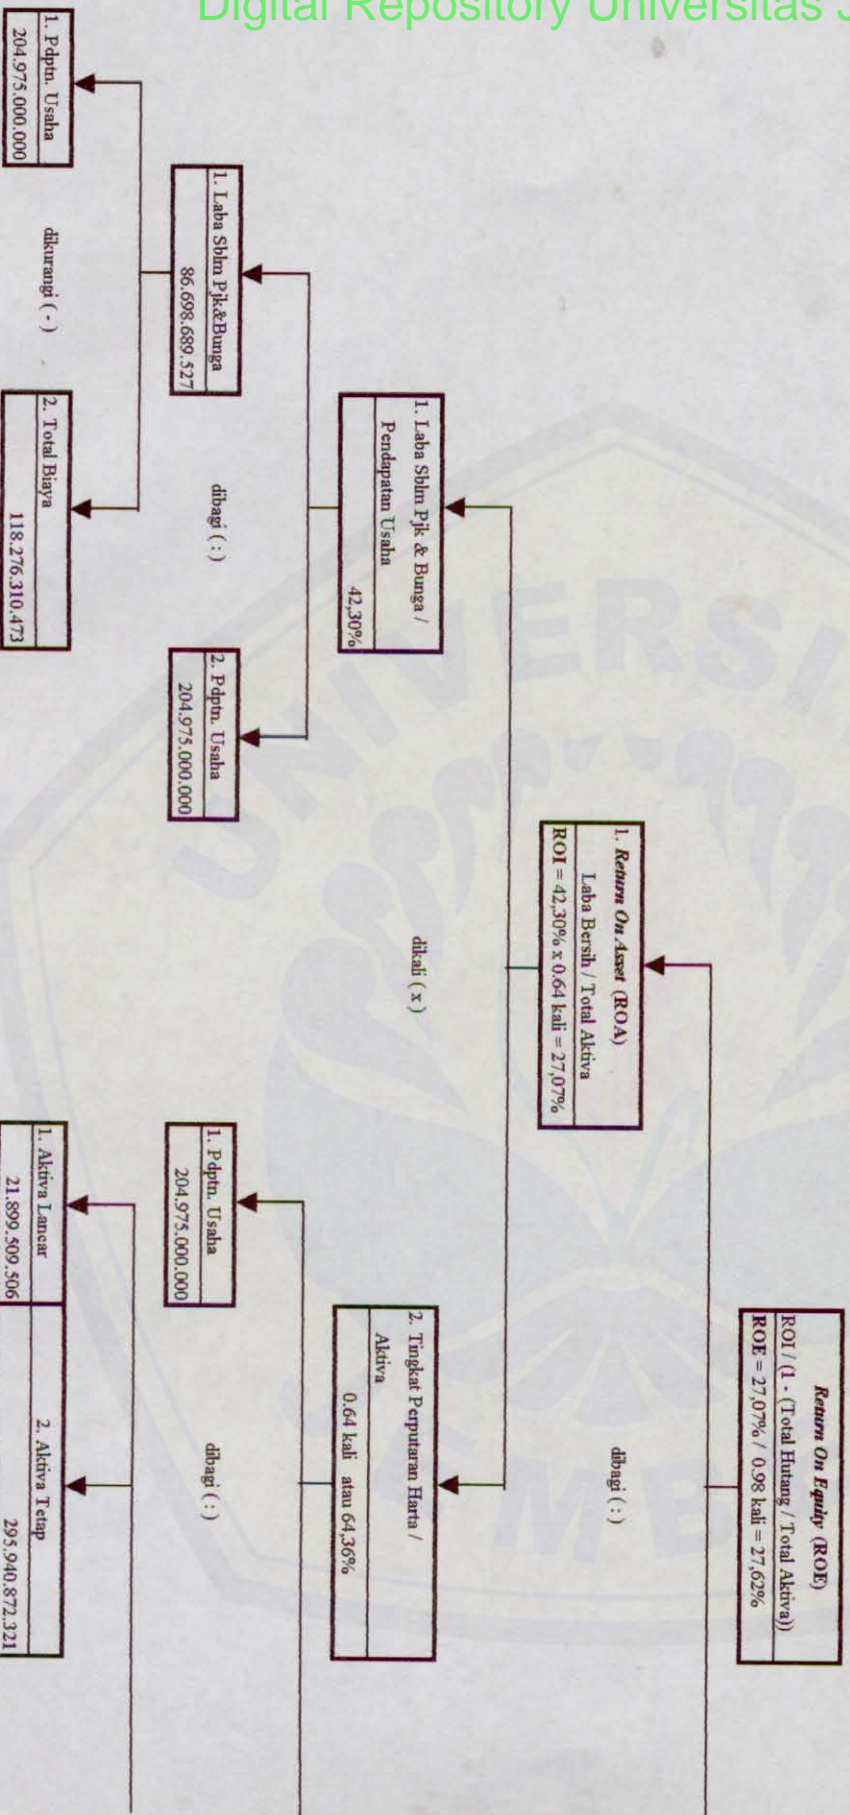 Digital Repository Universitas J
Return On Equity (ROE)
ROI / (1 - (Total Hutang / Total Aktiva))
ROE = 27,07% / 0.98 kali = 27,62%
dibagi ( : )
1. Return On Asset (ROA)
Laba Bersih / Total Aktiva
ROI = 42,30% x 0.64 kali = 27,07%
dikali ( x )
1. Laba Sblm Pjk & Bunga /
Pendapatan Usaha
42,30%
2. Tingkat Perputaran Harta /
Aktiva
0.64 kali atau 64,36%
1. Laba Sblm Pjk&Bunga
86.698.689.527
dibagi ( : )
2. Pdptn. Usaha
204.975.000.000
1. Pdptn. Usaha
204.975.000.000
dibagi ( : )
1. Pdptn. Usaha
204.975.000.000
dikurangi ( - )
2. Total Biaya
118.276.310.473
1. Aktiva Lancar
21.899.509.506
2. Aktiva Tetap
295.940.872.321
UNIVERSI
EMB